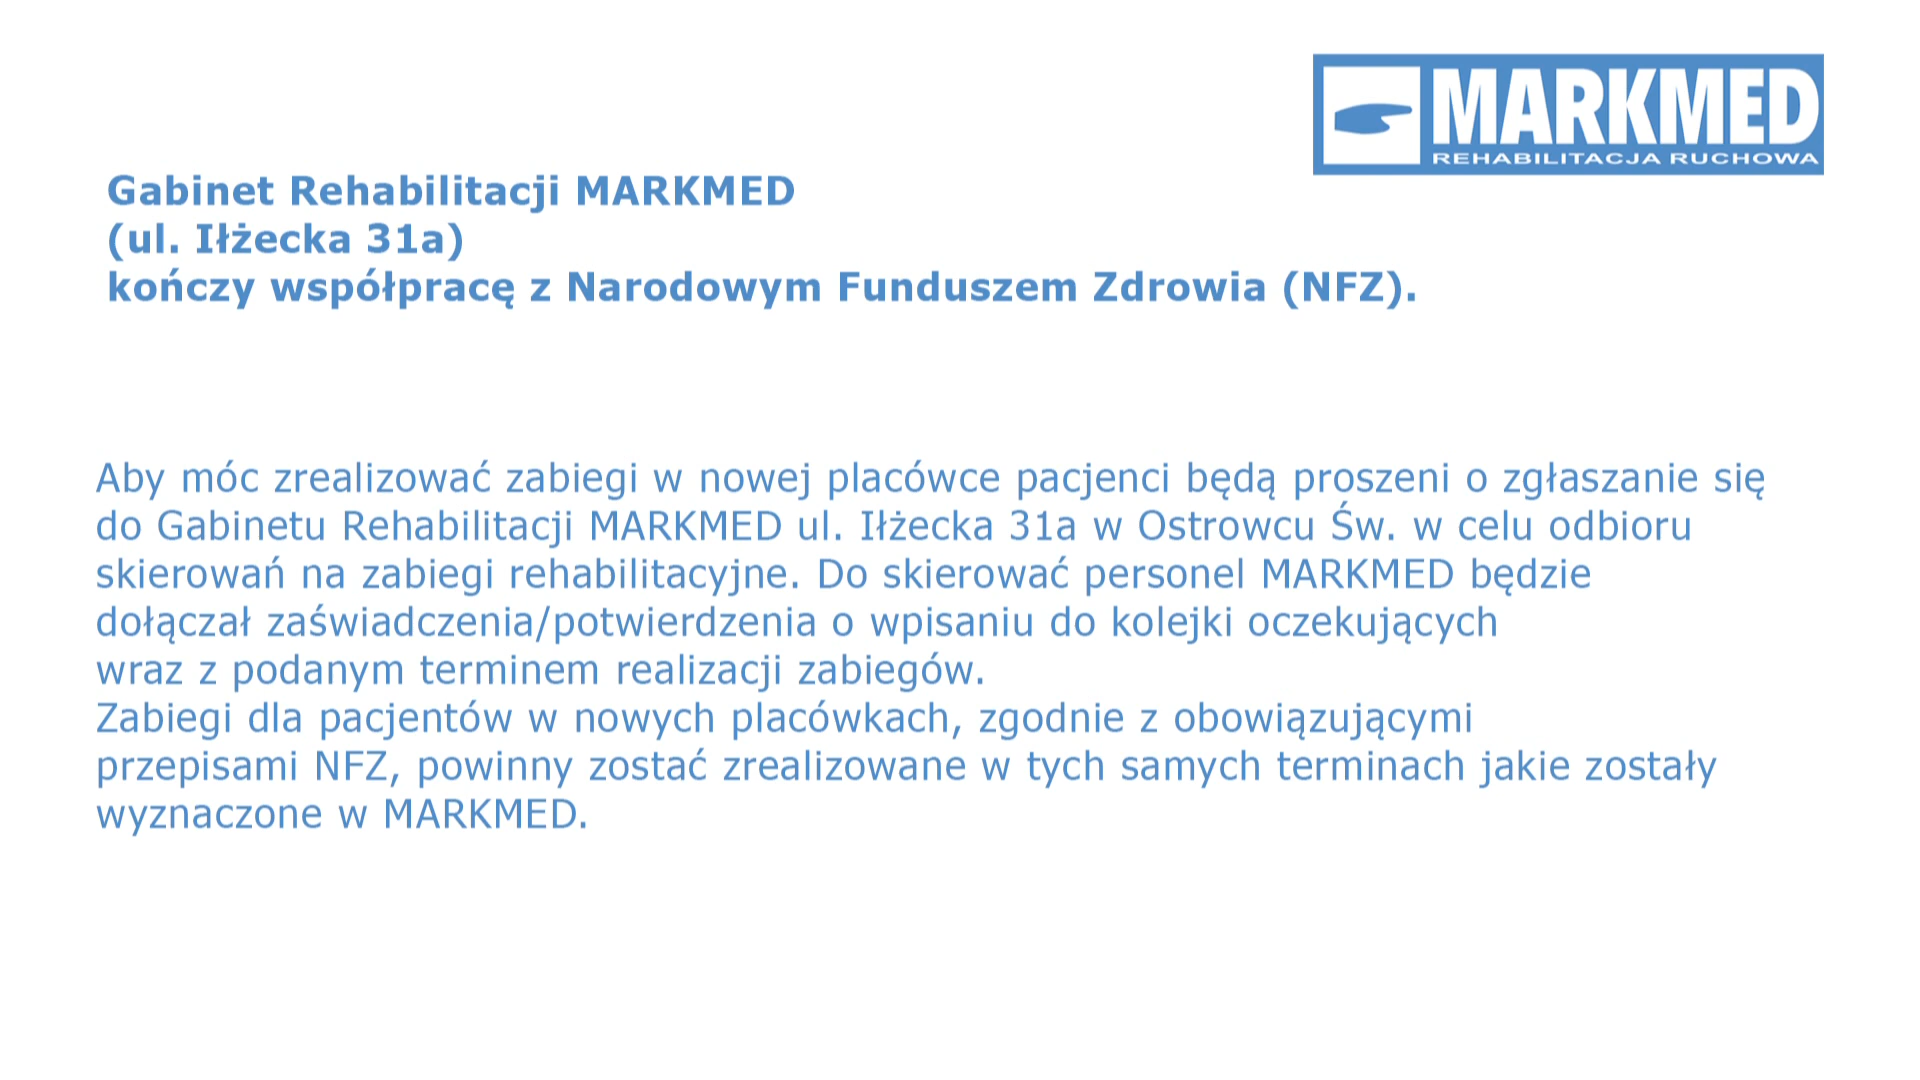 MARKMED
REHABILITACJA RUCHOWA
Gabinet Rehabilitacji MARKMED
(ul. Iłżecka 31a)
kończy współpracę z Narodowym Funduszem Zdrowia (NFZ).
Aby móc zrealizować zabiegi w nowej placówce pacjenci będą proszeni o zgłaszanie się
do Gabinetu Rehabilitacji MARKMED ul. Iłżecka 31a w Ostrowcu Św. w celu odbioru
skierowań na zabiegi rehabilitacyjne. Do skierować personel MARKMED będzie
dołączał zaświadczenia/potwierdzenia o wpisaniu do kolejki oczekujących
wraz z podanym terminem realizacji zabiegów.
Zabiegi dla pacjentów w nowych placówkach, zgodnie z obowiązującymi
przepisami NFZ, powinny zostać zrealizowane w tych samych terminach jakie zostały
wyznaczone w MARKMED.